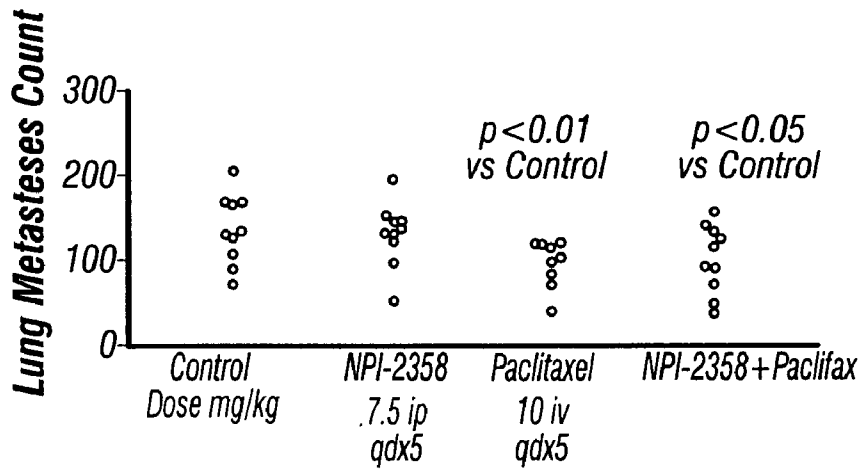 Lung Metasteses Count
300
200
100
0
p<0.01
vs Control
p<0.05
vs Control
Control
Dose mg/kg
NPI-2358
.7.5 ip
qdx5
Paclitaxel
10 iv
qdx5
NPI-2358+Paclifax